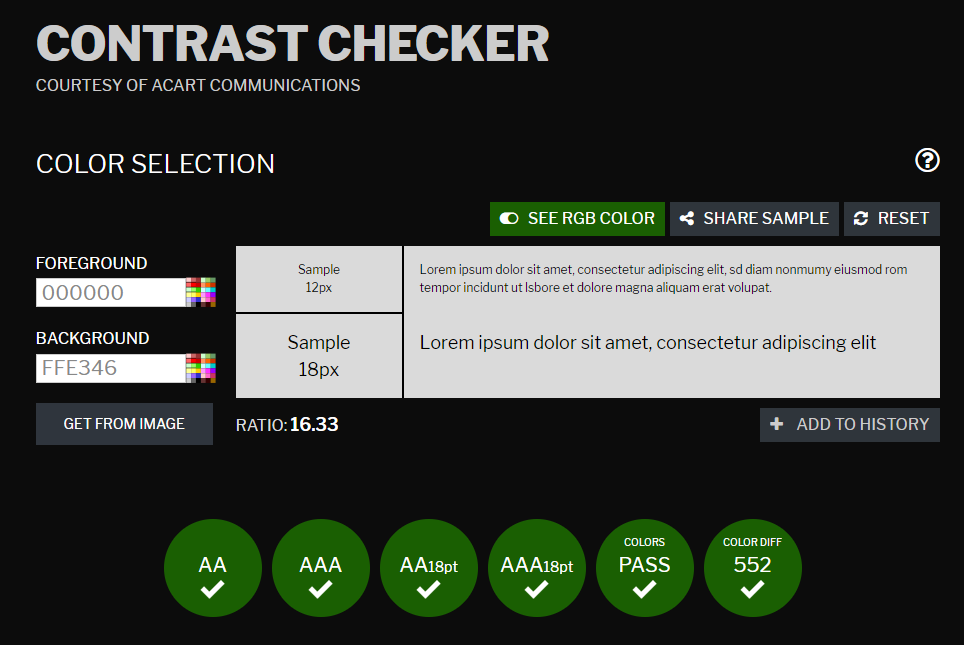 CONTRAST CHECKER
COURTESY OF ACART COMMUNICATIONS
COLOR SELECTION
?
SEE RGB COLOR
SHARE SAMPLE
RESET
FOREGROUND
000000
BACKGROUND
FFE346
GET FROM IMAGE
Sample
12px
Lorem ipsum dolor sit amet, consectetur adipiscing elit, sd diam nonmumy eiusmod rom
tempor incidunt ut lsbore et dolore magna aliquam erat volupat.
Sample
18px
Lorem ipsum dolor sit amet, consectetur adipiscing elit
RATIO: 16.33
ADD TO HISTORY
AA
AAA
AA18pt
AAA18pt
COLORS
PASS
COLOR DIFF
552